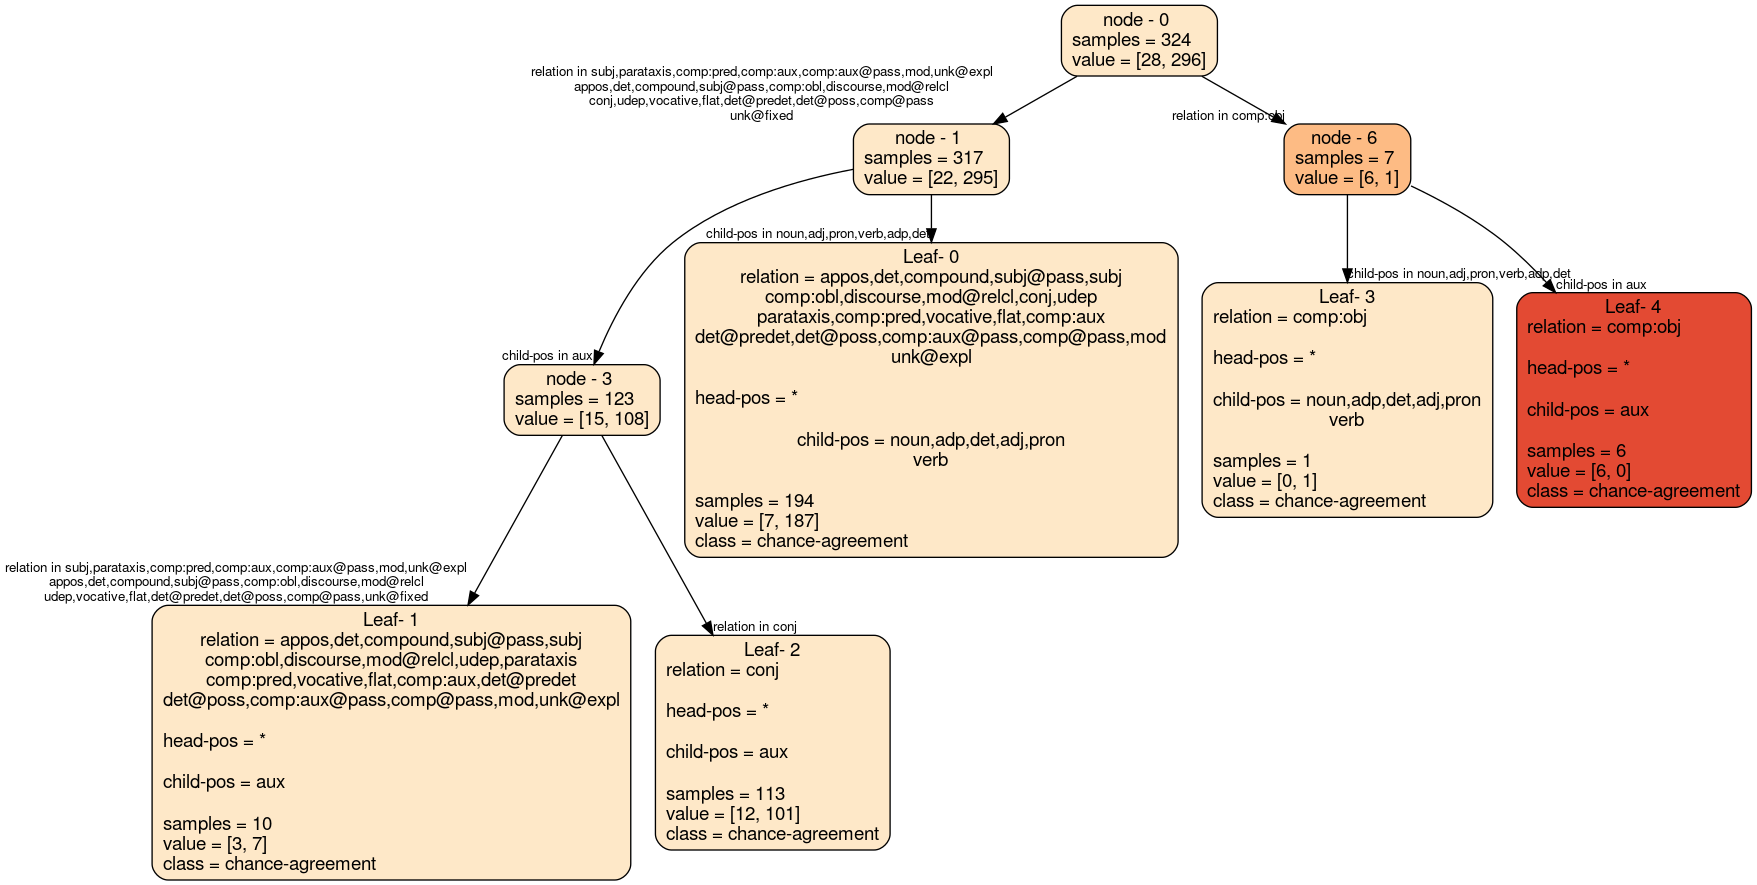 node - 0
samples = 324
value = [28, 296]
relation in subj,parataxis,comp:pred,comp:aux,comp:aux@pass,mod,unk@expl
appos,det,compound,subj@pass,comp:obl,discourse,mod@relcl
conj,udep,vocative,flat,det@predet,det@poss,comp@pass
unk@fixed
relation in comp:obj
node - 1
samples = 317
value = [22, 295]
node - 6
samples = 7
value = [6, 1]
child-pos in aux
child-pos in noun,adj,pron,verb,adp,det
child-pos in noun,adj,pron,verb,adp,det
child-pos in aux
node - 3
samples = 123
value = [15, 108]
Leaf- 0
relation = appos,det,compound,subj@pass,subj
comp:obl,discourse,mod@relcl,conj,udep
parataxis,comp:pred,vocative,flat,comp:aux
det@predet,det@poss,comp:aux@pass,comp@pass,mod
unk@expl
head-pos = *
child-pos = noun,adp,det,adj,pron
verb
samples = 194
value = [7, 187]
class = chance-agreement
Leaf- 3
relation = comp:obj
head-pos = *
child-pos = noun,adp,det,adj,pron
verb
samples = 1
value = [0, 1]
class = chance-agreement
Leaf- 4
relation = comp:obj
head-pos = *
child-pos = aux
samples = 6
value = [6, 0]
class = chance-agreement
relation in subj,parataxis,comp:pred,comp:aux,comp:aux@pass,mod,unk@expl
appos,det,compound,subj@pass,comp:obl,discourse,mod@relcl
udep,vocative,flat,det@predet,det@poss,comp@pass,unk@fixed
relation in conj
Leaf- 1
relation = appos,det,compound,subj@pass,subj
comp:obl,discourse,mod@relcl,udep,parataxis
comp:pred,vocative,flat,comp:aux,det@predet
det@poss,comp:aux@pass,comp@pass,mod,unk@expl
head-pos = *
child-pos = aux
samples = 10
value = [3, 7]
class = chance-agreement
Leaf- 2
relation = conj
head-pos = *
child-pos = aux
samples = 113
value = [12, 101]
class = chance-agreement